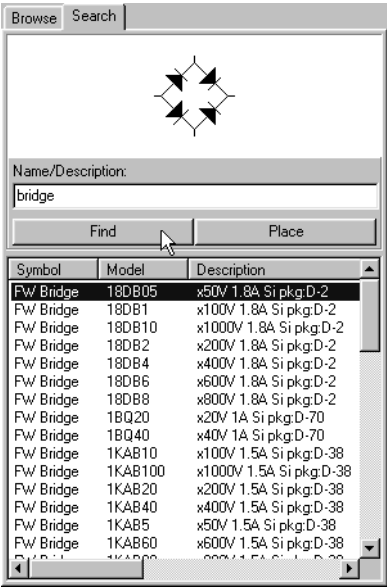 Browse Search
Name/Description:
bridge
Find Place
Symbol Model Description
FW Bridge 18DB05 x50V 1.8A Si pkg:D-2
FW Bridge 18DB1 x100V 1.8A Si pkg:D-2
FW Bridge 18DB10 x1000V 1.8A Si pkg:D-2
FW Bridge 18DB2 x200V 1.8A Si pkg:D-2
FW Bridge 18DB4 x400V 1.8A Si pkg:D-2
FW Bridge 18DB6 x600V 1.8A Si pkg:D-2
FW Bridge 18DB8 x800V 1.8A Si pkg:D-2
FW Bridge 1BQ20 x20V 1A Si pkg:D-70
FW Bridge 1BQ40 x40V 1A Si pkg:D-70
FW Bridge 1KAB10 x100V 1.5A Si pkg:D-38
FW Bridge 1KAB100 x1000V 1.5A Si pkg:D-38
FW Bridge 1KAB20 x200V 1.5A Si pkg:D-38
FW Bridge 1KAB40 x400V 1.5A Si pkg:D-38
FW Bridge 1KAB5 x50V 1.5A Si pkg:D-38
FW Bridge 1KAB60 x600V 1.5A Si pkg:D-38